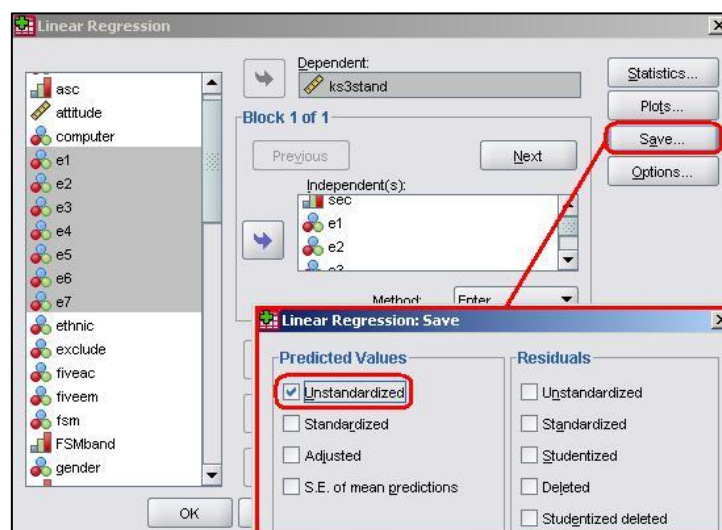 Linear Regression
asc
attitude
computer
e1
e2
e3
e4
e5
e6
e7
ethnic
exclude
fiveac
fiveem
fsm
FSMband
gender
Dependent:
ks3stand
Block 1 of 1
Previous
Next
Independent(s):
sec
e1
e2
e3
Method:
Enter
Statistics...
Plots...
Save...
Options...
OK
Linear Regression: Save
Predicted Values
Unstandardized
Standardized
Adjusted
S.E. of mean predictions
Residuals
Unstandardized
Standardized
Studentized
Deleted
Studentized deleted